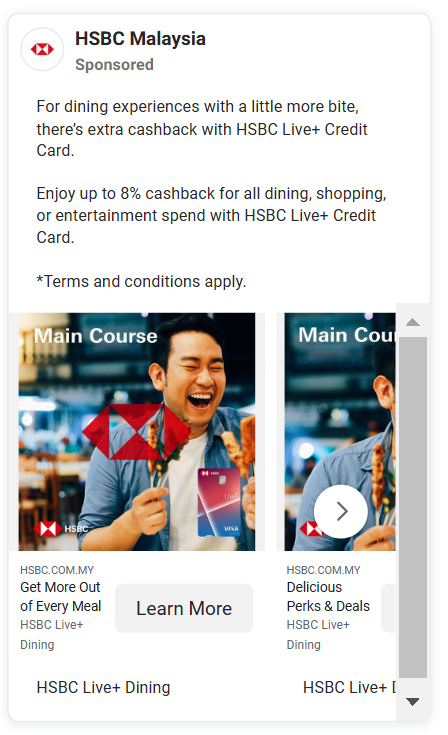 HSBC Malaysia
Sponsored
For dining experiences with a little more bite,
there's extra cashback with HSBC Live+ Credit
Card.
Enjoy up to 8% cashback for all dining, shopping,
or entertainment spend with HSBC Live+ Credit
Card.
*Terms and conditions apply.
Main Course
HSBC
Live+
VISA
HSBC.COM.MY
Get More Out
of Every Meal
HSBC Live+
Dining
Learn More
HSBC Live+ Dining
Main
HSBC.COM.MY
Delicious
Perks & Deals
HSBC Live+
Dining
HSBC Live+